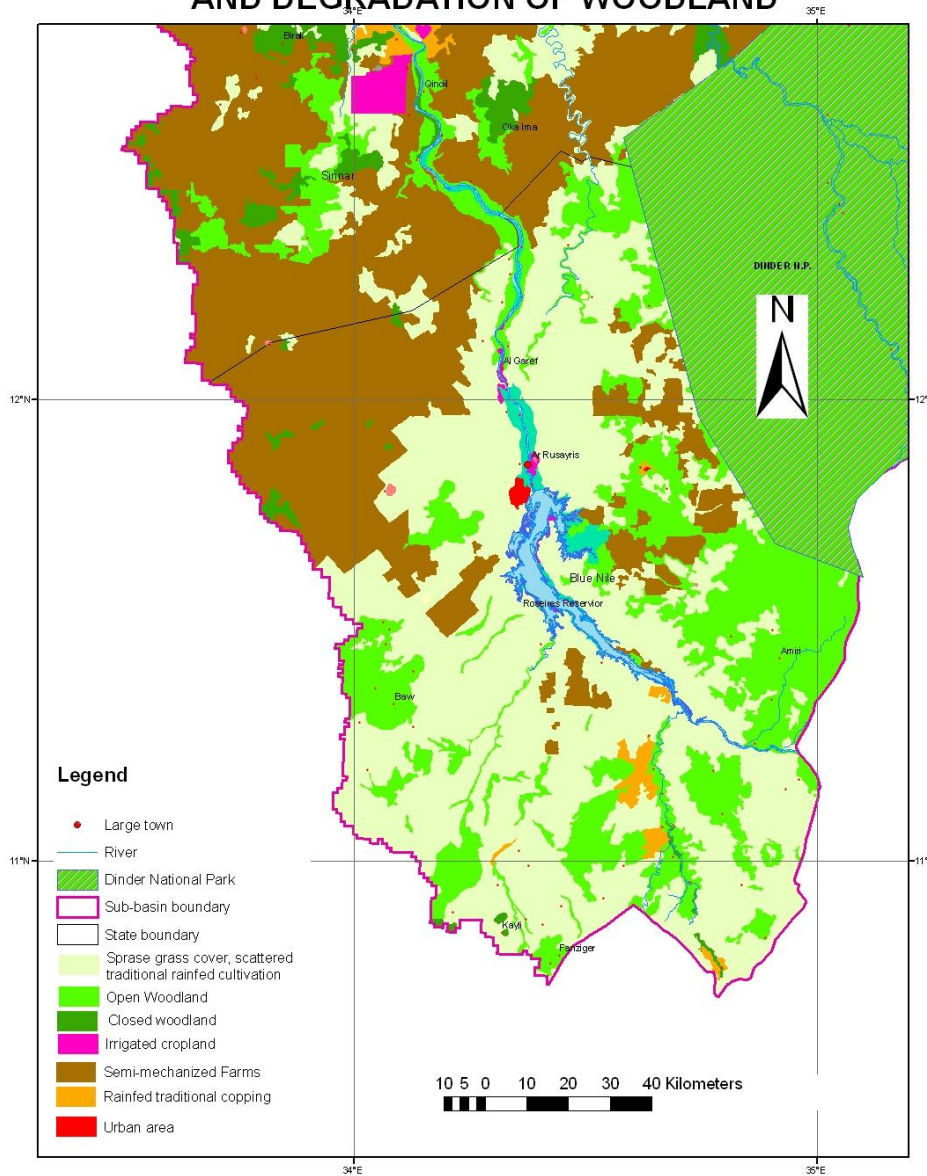 AND DEGRADATION OF WOODLAND
34°E
35°E
Birak
Qindil
Oka Ima
Sinnar
DINDER N.P.
N
Al Garef
12°N
12°
Ar Rusayris
Blue Nile
Roseires Reservior
Amiri
Baw
Legend
Large town
River
11°N
11°
Dinder National Park
Sub-basin boundary
State boundary
Kayli
Fanziger
Sprase grass cover, scattered
traditional rainfed cultivation
Open Woodland
Closed woodland
Irrigated cropland
Semi-mechanized Farms
Rainfed traditional copping
Urban area
10 5 0 10 20 30 40 Kilometers
34°E
35°E